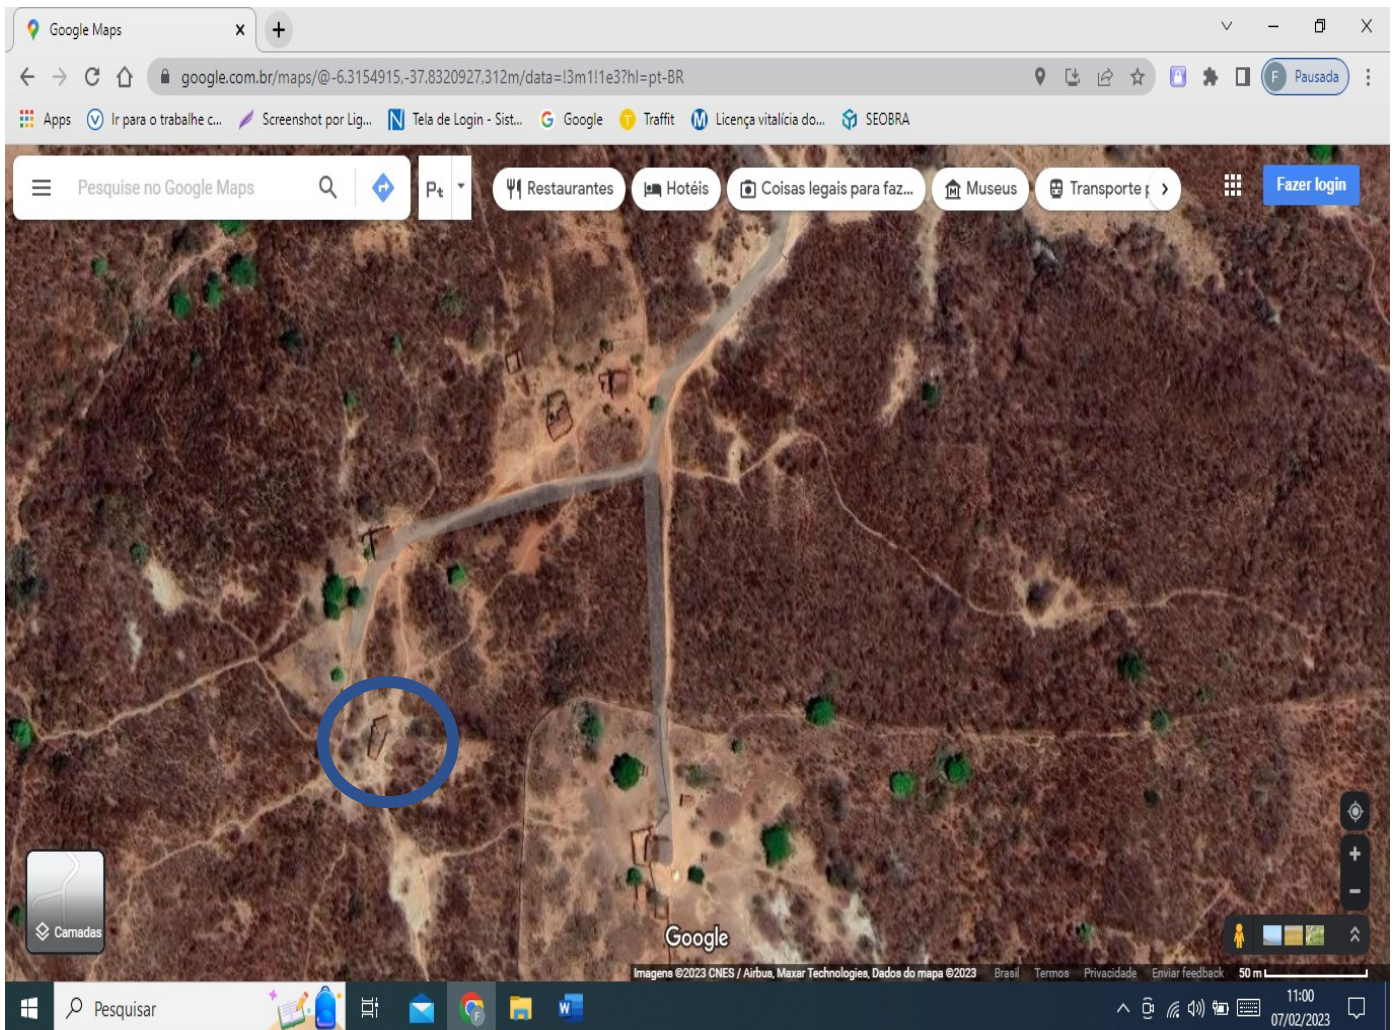 Google Maps
google.com.br/maps/@-6.3154915,-37.8320927,312m/data=!3m1!1e3?hl=pt-BR
F Pausada
Apps Ir para o trabalhe c... Screenshot por Lig... N Tela de Login - Sist... G Google T Traffit M Licença vitalícia do... SEOBRA
Pesquise no Google Maps Pt Restaurantes Hotéis Coisas legais para faz... M Museus Transporte p Fazer login
Camadas
Google
Imagens ©2023 CNES / Airbus, Maxar Technologies, Dados do mapa ©2023 Brasil Termos Privacidade Enviar feedback 50 m
Pesquisar F W 11:00
07/02/2023